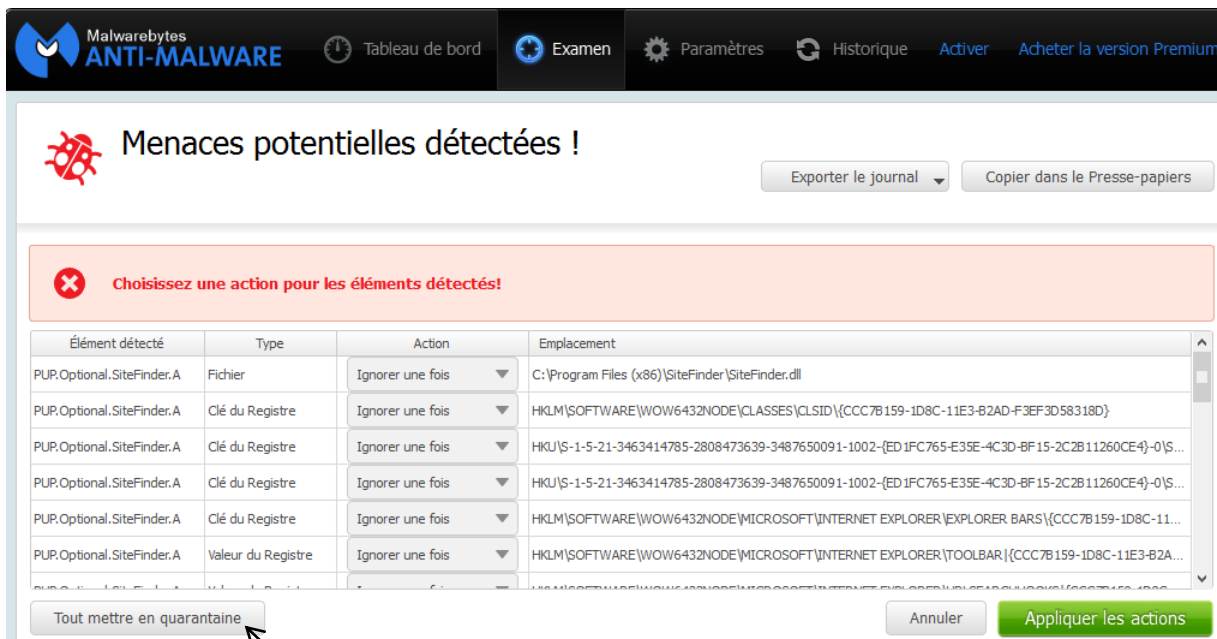 Malwarebytes
ANTI-MALWARE
Tableau de bord
Examen
Paramètres
Historique
Activer
Acheter la version Premium
Menaces potentielles détectées !
Exporter le journal
Copier dans le Presse-papiers
Choisissez une action pour les éléments détectés!
Élément détecté Type Action Emplacement
PUP.Optional.SiteFinder.A Fichier Ignorer une fois C:\Program Files (x86)\SiteFinder\SiteFinder.dll
PUP.Optional.SiteFinder.A Clé du Registre Ignorer une fois HKLM\SOFTWARE\WOW6432NODE\CLASSES\CLSID\{CCC7B159-1D8C-11E3-B2AD-F3EF3D58318D}
PUP.Optional.SiteFinder.A Clé du Registre Ignorer une fois HKU\S-1-5-21-3463414785-2808473639-3487650091-1002-{ED1FC765-E35E-4C3D-BF15-2C2B11260CE4}-0\S...
PUP.Optional.SiteFinder.A Clé du Registre Ignorer une fois HKU\S-1-5-21-3463414785-2808473639-3487650091-1002-{ED1FC765-E35E-4C3D-BF15-2C2B11260CE4}-0\S...
PUP.Optional.SiteFinder.A Clé du Registre Ignorer une fois HKLM\SOFTWARE\WOW6432NODE\MICROSOFT\INTERNET EXPLORER\EXPLORER BARS\{CCC7B159-1D8C-11...
PUP.Optional.SiteFinder.A Valeur du Registre Ignorer une fois HKLM\SOFTWARE\WOW6432NODE\MICROSOFT\INTERNET EXPLORER\TOOLBAR|{CCC7B159-1D8C-11E3-B2A...
Tout mettre en quarantaine
Annuler
Appliquer les actions